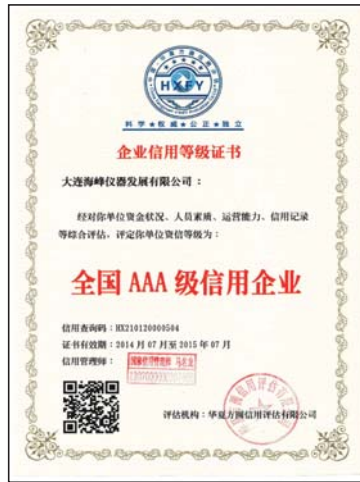 HXFY
科学★权威★公正★独立
企业信用等级证书
大连海峰仪器发展有限公司：
经对你单位资金状况、人员素质、运营能力、信用记录
等综合评估，评定你单位资信等级为：
全国 AAA 级信用企业
信用查询码：HX210120000504
证书有效期：2014 年 07 月至 2015 年 07 月
信用管理师：
评估机构：华夏方圆信用评估有限公司